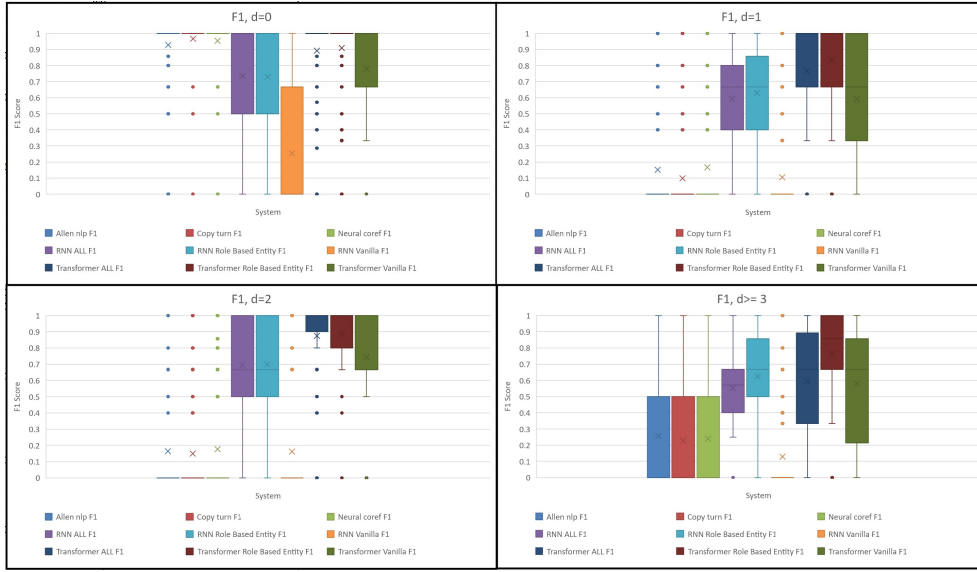 F1, d=0
1
0.9
0.8
0.7
0.6
0.5
0.4
0.3
0.2
0.1
0
F1 Score
System
Allen nlp F1 Copy turn F1 Neural coref F1
RNN ALL F1 RNN Role Based Entity F1 RNN Vanilla F1
Transformer ALL F1 Transformer Role Based Entity F1 Transformer Vanilla F1
F1, d=1
1
0.9
0.8
0.7
0.6
0.5
0.4
0.3
0.2
0.1
0
F1 Score
System
Allen nlp F1 Copy turn F1 Neural coref F1
RNN ALL F1 RNN Role Based Entity F1 RNN Vanilla F1
Transformer ALL F1 Transformer Role Based Entity F1 Transformer Vanilla F1
F1, d=2
1
0.9
0.8
0.7
0.6
0.5
0.4
0.3
0.2
0.1
0
F1 Score
System
Allen nlp F1 Copy turn F1 Neural coref F1
RNN ALL F1 RNN Role Based Entity F1 RNN Vanilla F1
Transformer ALL F1 Transformer Role Based Entity F1 Transformer Vanilla F1
F1, d>= 3
1
0.9
0.8
0.7
0.6
0.5
0.4
0.3
0.2
0.1
0
F1 Score
System
Allen nlp F1 Copy turn F1 Neural coref F1
RNN ALL F1 RNN Role Based Entity F1 RNN Vanilla F1
Transformer ALL F1 Transformer Role Based Entity F1 Transformer Vanilla F1